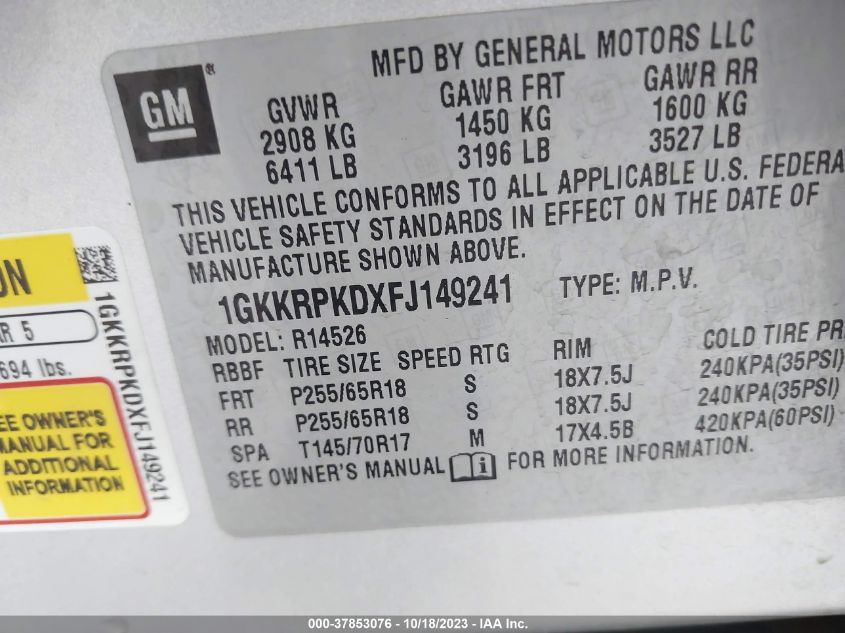 MFD BY GENERAL MOTORS LLC
GM ®
GVWR GAWR FRT GAWR RR
2908 KG 1450 KG 1600 KG
6411 LB 3196 LB 3527 LB
THIS VEHICLE CONFORMS TO ALL APPLICABLE U.S. FEDERA
VEHICLE SAFETY STANDARDS IN EFFECT ON THE DATE OF
MANUFACTURE SHOWN ABOVE.
1GKKRPKDXFJ149241 TYPE: M.P.V.
MODEL: R14526
RBBF TIRE SIZE SPEED RTG RIM COLD TIRE PR
FRT P255/65R18 S 18X7.5J 240KPA(35PSI)
RR P255/65R18 S 18X7.5J 240KPA(35PSI)
SPA T145/70R17 M 17X4.5B 420KPA(60PSI)
SEE OWNER'S MANUAL i FOR MORE INFORMATION.
ON
AR 5
694 lbs.
EE OWNER'S
MANUAL FOR
ADDITIONAL
INFORMATION
1GKKRPKDXFJ149241
000-37853076 - 10/18/2023 - IAA Inc.